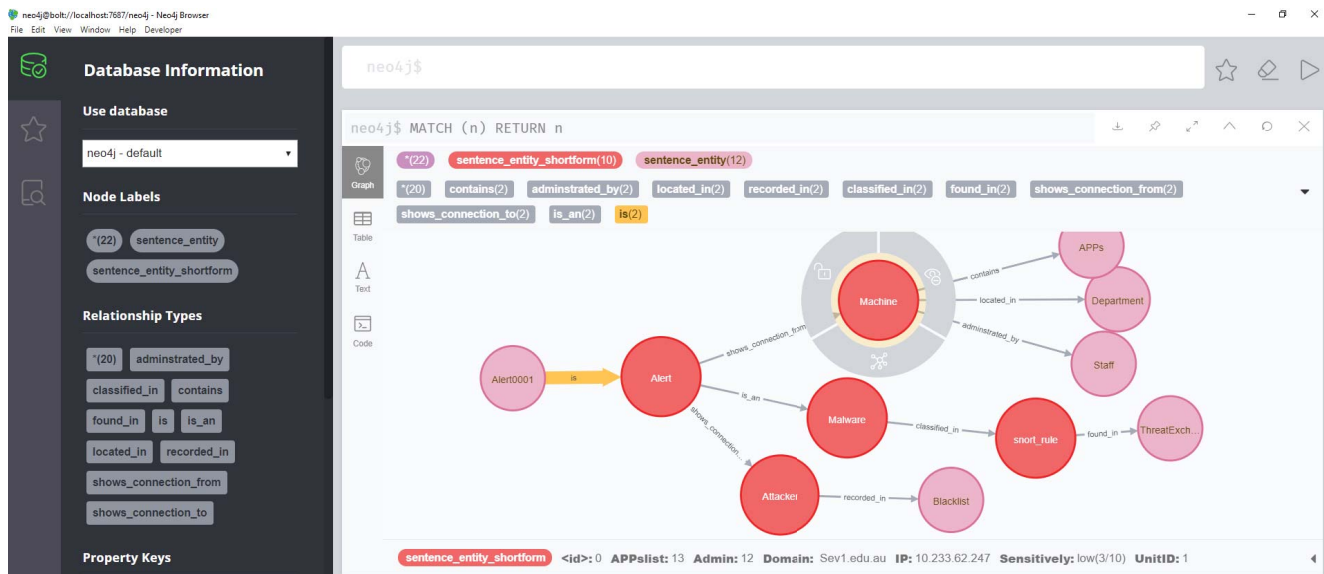 neo4j@bolt://localhost:7687/neo4j - Neo4j Browser
File Edit View Window Help Developer
Database Information
Use database
neo4j - default
Node Labels
*(22) sentence_entity
sentence_entity_shortform
Relationship Types
*(20) adminstrated_by
classified_in contains
found_in is is_an
located_in recorded_in
shows_connection_from
shows_connection_to
Property Keys
neo4j$
neo4j$ MATCH (n) RETURN n
Graph
Table
Text
Code
*(22) sentence_entity_shortform(10) sentence_entity(12)
*(20) contains(2) adminstrated_by(2) located_in(2) recorded_in(2) classified_in(2) found_in(2) shows_connection_from(2)
shows_connection_to(2) is_an(2) is(2)
APPs
contains
Machine
located_in
Department
adminstrated_by
Staff
shows_connection_from
Alert0001
is
Alert
is_an
Malware
classified_in
snort_rule
found_in
ThreatExch...
shows_connection...
Attacker
recorded_in
Blacklist
sentence_entity_shortform <id>: 0 APPslist: 13 Admin: 12 Domain: Sev1.edu.au IP: 10.233.62.247 Sensitively: low(3/10) UnitID: 1